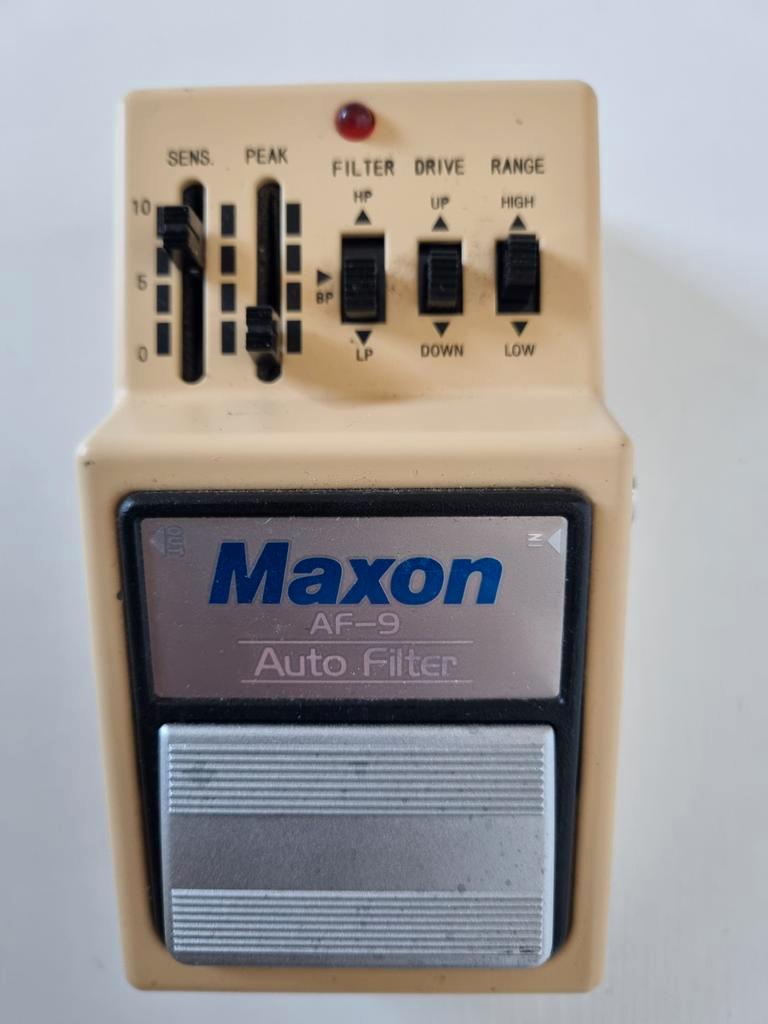 SENS. PEAK FILTER DRIVE RANGE
HP UP HIGH
10
5
BP
0
LP DOWN LOW
OUT IN
Maxon
AF-9
Auto Filter